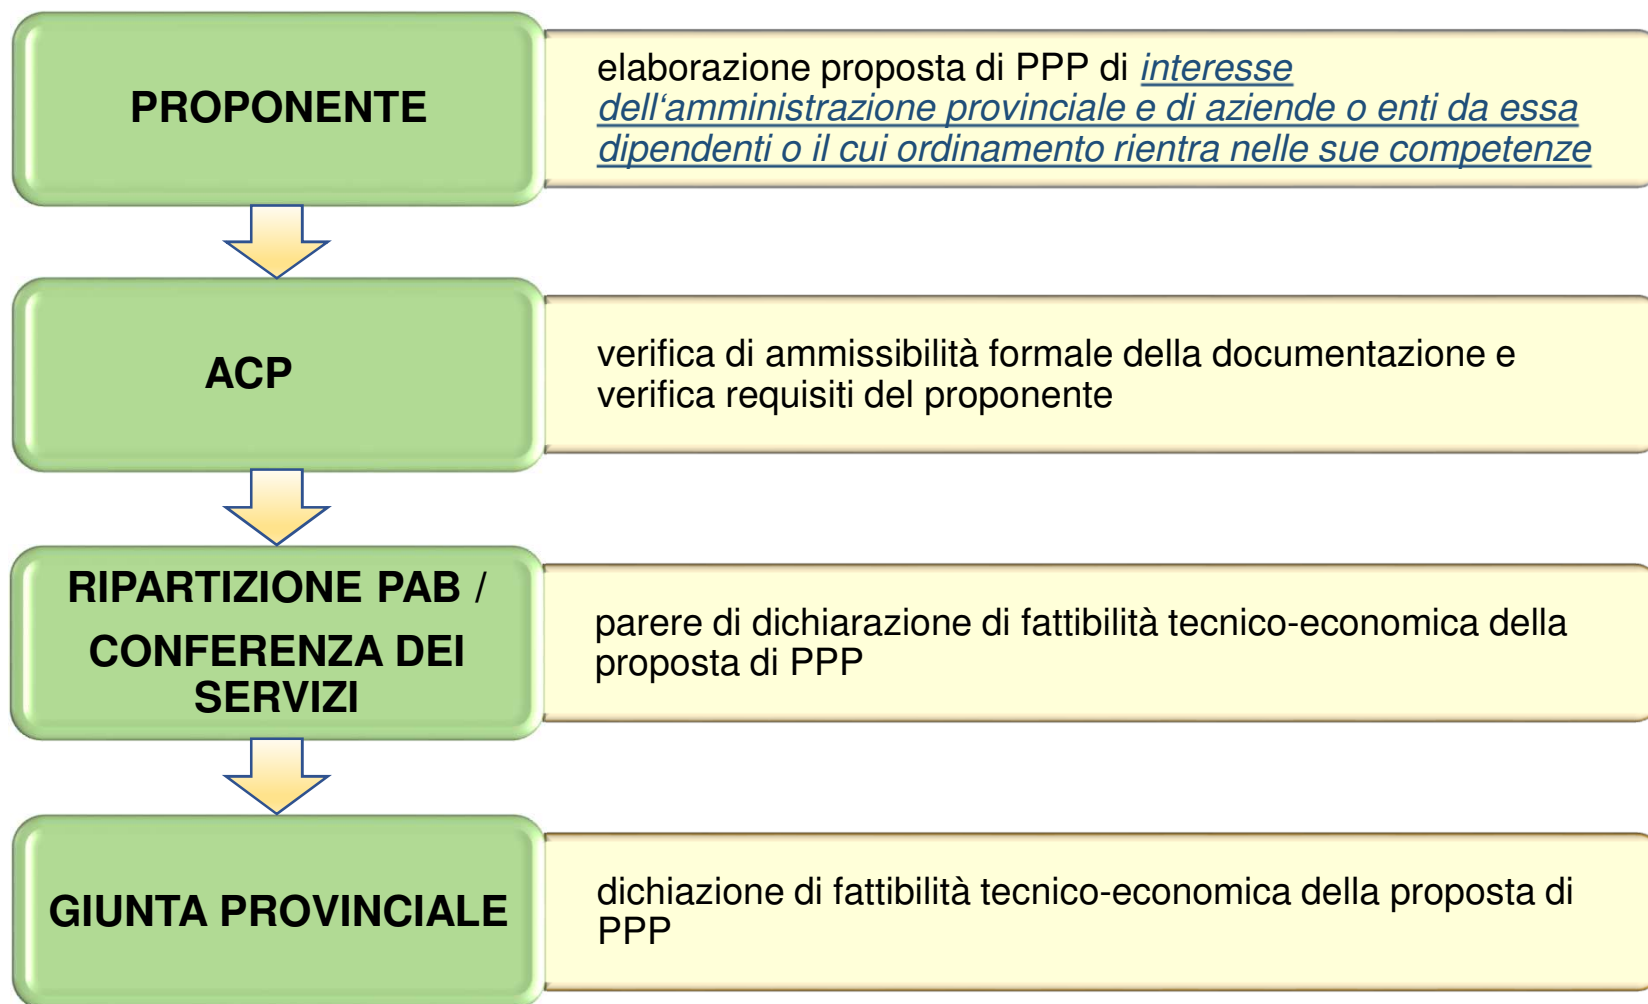 PROPONENTE
elaborazione proposta di PPP di interesse
dell‘amministrazione provinciale e di aziende o enti da essa
dipendenti o il cui ordinamento rientra nelle sue competenze
ACP
verifica di ammissibilità formale della documentazione e
verifica requisiti del proponente
RIPARTIZIONE PAB /
CONFERENZA DEI
SERVIZI
parere di dichiarazione di fattibilità tecnico-economica della
proposta di PPP
GIUNTA PROVINCIALE
dichiazione di fattibilità tecnico-economica della proposta di
PPP